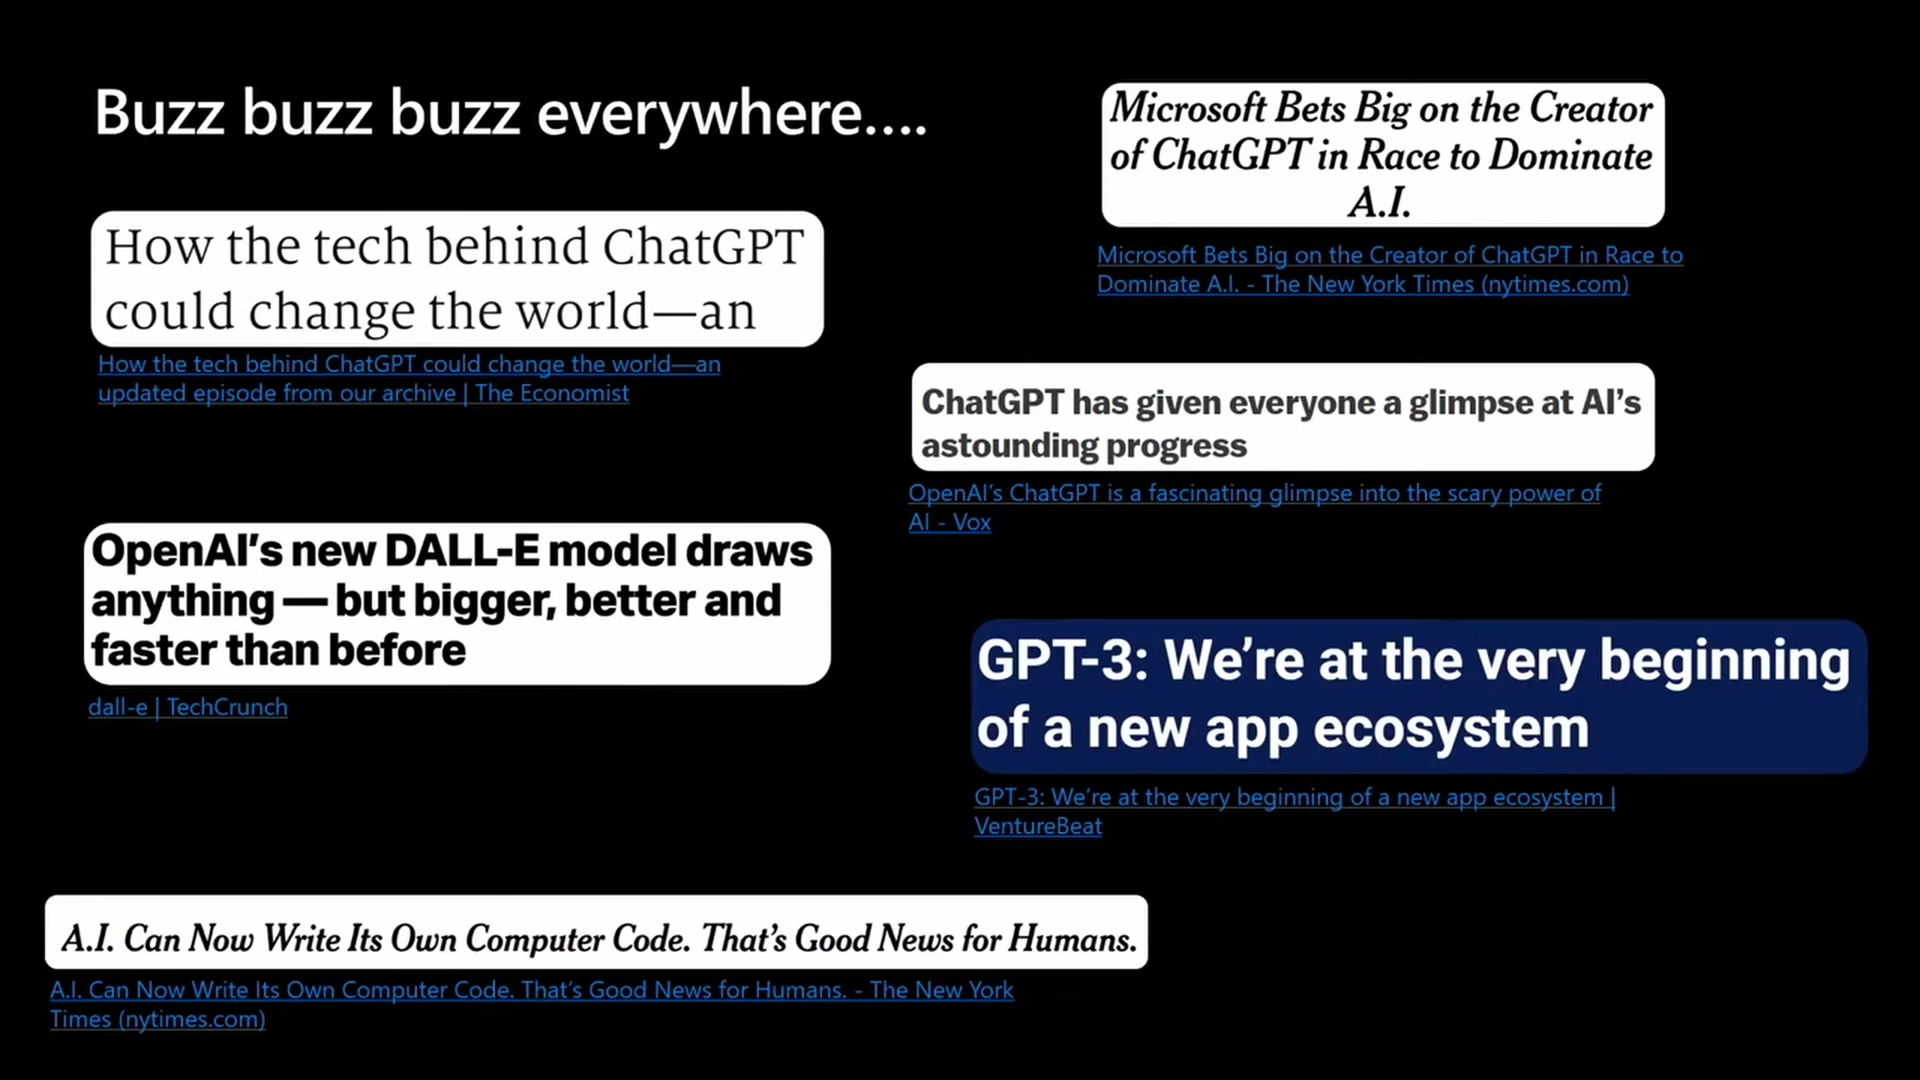 Buzz buzz buzz everywhere....
Microsoft Bets Big on the Creator
of ChatGPT in Race to Dominate
A.I.
Microsoft Bets Big on the Creator of ChatGPT in Race to
Dominate A.I. - The New York Times (nytimes.com)
How the tech behind ChatGPT
could change the world—an
How the tech behind ChatGPT could change the world—an
updated episode from our archive | The Economist
ChatGPT has given everyone a glimpse at AI’s
astounding progress
OpenAI’s ChatGPT is a fascinating glimpse into the scary power of
AI - Vox
OpenAI’s new DALL-E model draws
anything — but bigger, better and
faster than before
dall-e | TechCrunch
GPT-3: We’re at the very beginning
of a new app ecosystem
GPT-3: We’re at the very beginning of a new app ecosystem |
VentureBeat
A.I. Can Now Write Its Own Computer Code. That’s Good News for Humans.
A.I. Can Now Write Its Own Computer Code. That’s Good News for Humans. - The New York
Times (nytimes.com)